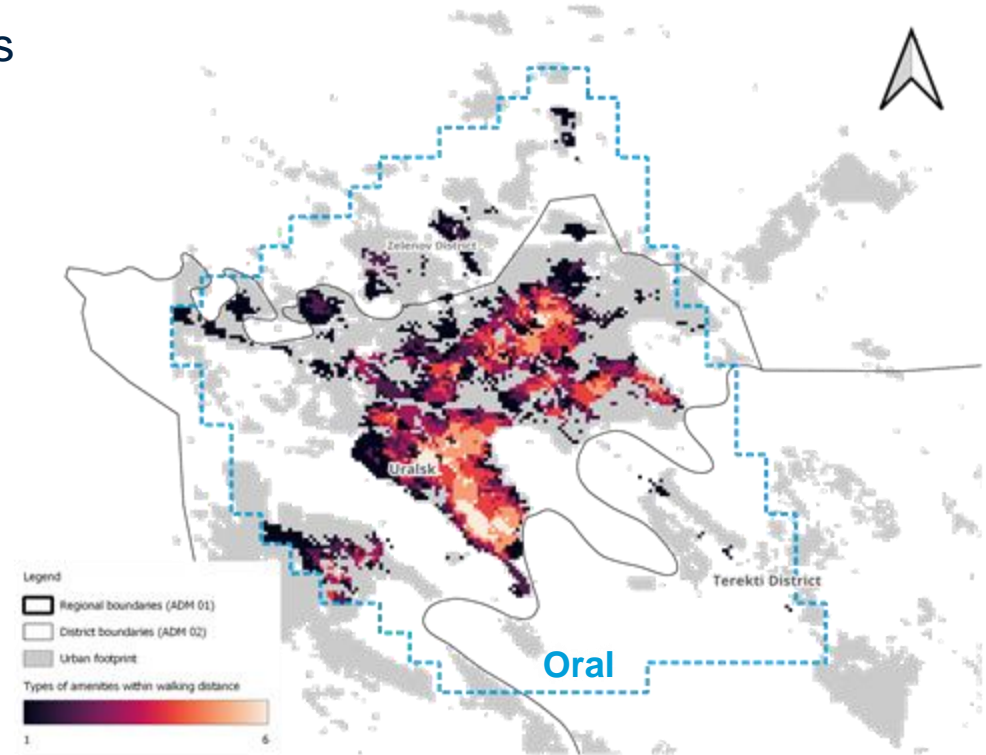 s
Zelenov District
Uralsk
Terekti District
Oral
Legend
Regional boundaries (ADM 01)
District boundaries (ADM 02)
Urban footprint
Types of amenities within walking distance
1 6